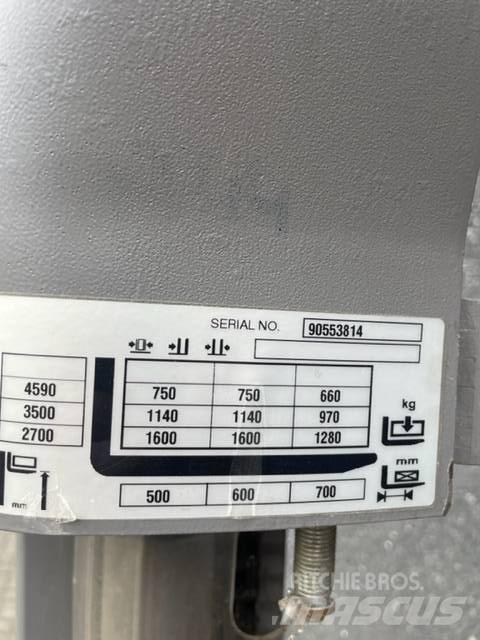 SERIAL NO. 90553814
4590 750 750 660
3500 1140 1140 970
2700 1600 1600 1280
kg
mm
mm
500 600 700
RITCHIE BROS.
MASCUS